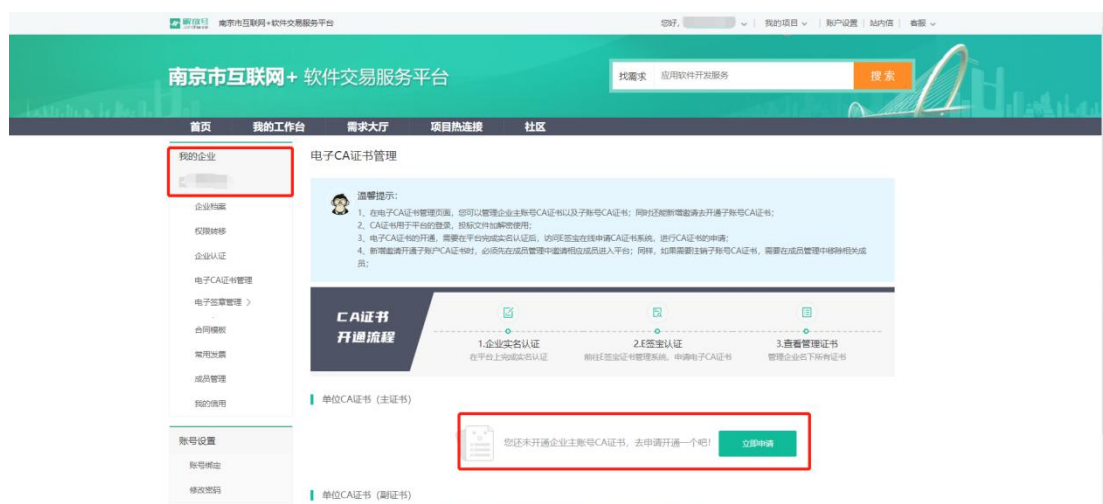 解信号 南京市互联网+软件交易服务平台
您好, 我的项目 账户设置 站内信 客服
南京市互联网+ 软件交易服务平台
找需求 应用软件开发服务 搜索
首页 我的工作台 需求大厅 项目热连接 社区
我的企业
企业档案
权限转移
企业认证
电子CA证书管理
电子签章管理 >
合同模板
常用发票
成员管理
我的信用
账号设置
账号绑定
修改密码
电子CA证书管理
温馨提示:
1、在电子CA证书管理页面,您可以管理企业主账号CA证书以及子账号CA证书;同时还能新增邀请去开通子账号CA证书;
2、CA证书用于平台的登录,投标文件加解密使用;
3、电子CA证书的开通,需要在平台完成实名认证后,访问E签宝在线申请CA证书系统,进行CA证书的申请;
4、新增邀请开通子账户CA证书时,必须先在成员管理中邀请相应成员进入平台;同样,如果需要注销子账号CA证书,需要在成员管理中移除相关成
员;
CA证书
开通流程
1.企业实名认证
在平台上完成实名认证
2.E签宝认证
前往E签宝证书管理系统,申请电子CA证书
3.查看管理证书
管理企业名下所有证书
单位CA证书 (主证书)
您还未开通企业主账号CA证书,去申请开通一个吧! 立即申请
单位CA证书 (副证书)